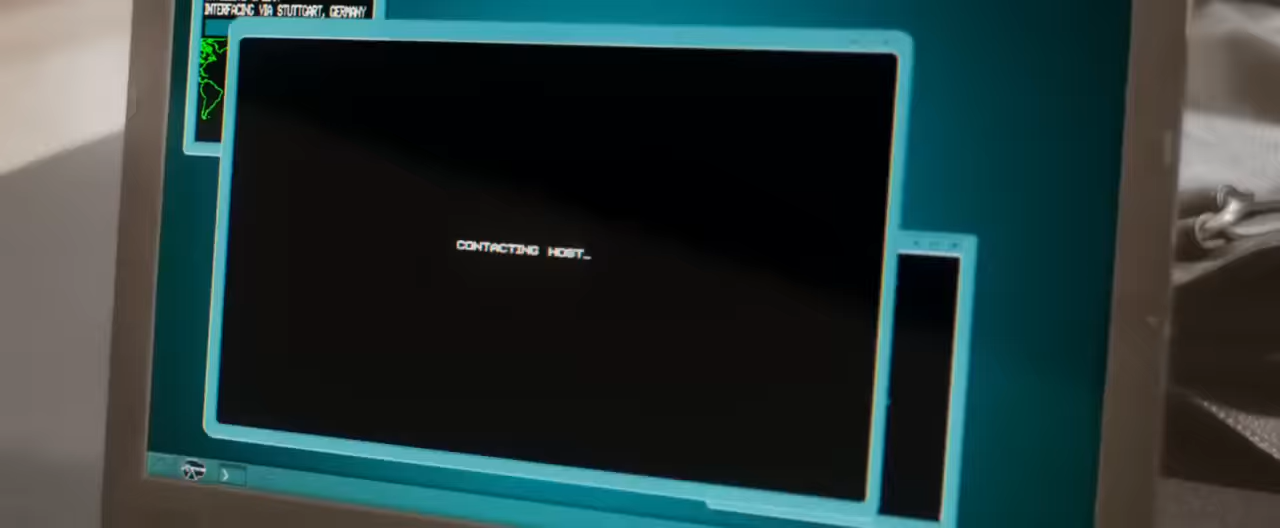 INTERFACING VIA STUTTGART, GERMANY
CONTACTING HOST_